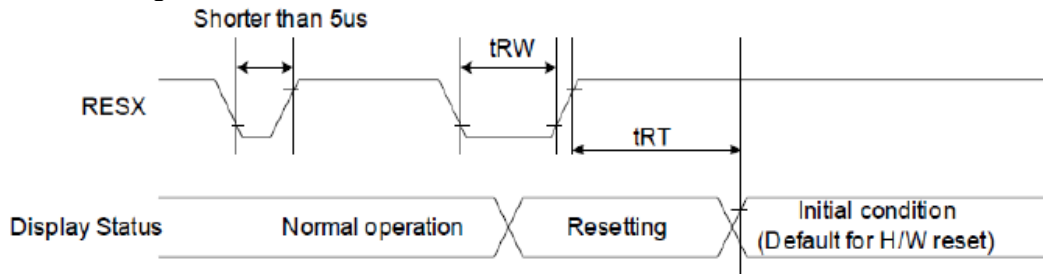 Shorter than 5us
tRW
RESX
tRT
Display Status
Normal operation
Resetting
Initial condition
(Default for H/W reset)